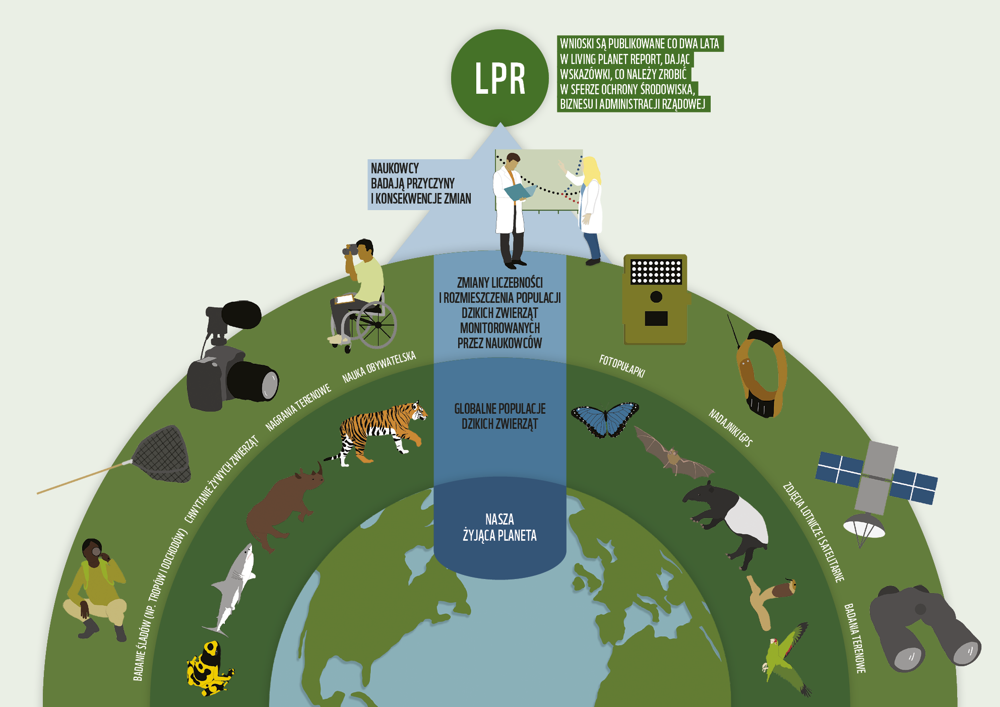 LPR
WNIOSKI SĄ PUBLIKOWANE CO DWA LATA
W LIVING PLANET REPORT, DAJĄC
WSKAZÓWKI, CO NALEŻY ZROBIĆ
W SFERZE OCHRONY ŚRODOWISKA,
BIZNESU I ADMINISTRACJI RZĄDOWEJ
NAUKOWCY
BADAJĄ PRZYCZYNY
I KONSEKWENCJE ZMIAN
ZMIANY LICZEBNOŚCI
I ROZMIESZCZENIA POPULACJI
DZIKICH ZWIERZĄT
MONITOROWANYCH
PRZEZ NAUKOWCÓW
GLOBALNE POPULACJE
DZIKICH ZWIERZĄT
NASZA
ŻYJĄCA PLANETA
BADANIE ŚLADÓW (NP. TROPÓW I ODCHODÓW)
CHWYTANIE ŻYWYCH ZWIERZĄT
NAGRANIA TERENOWE
NAUKA OBYWATELSKA
FOTOPUŁAPKI
NADAJNIKI GPS
ZDJĘCIA LOTNICZE I SATELITARNE
BADANIA TERENOWE